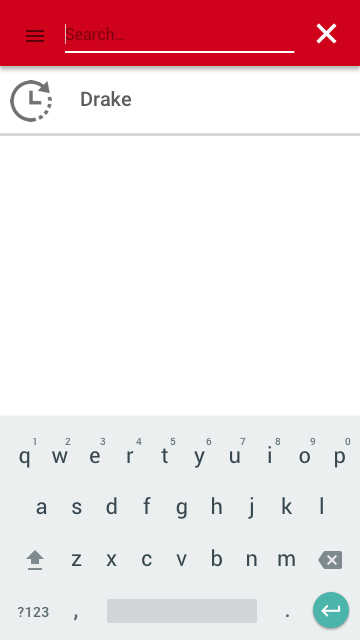 Search...
Drake
1 2 3 4 5 6 7 8 9 0
q w e r t y u i o p
a s d f g h j k l
z x c v b n m
?123 , .